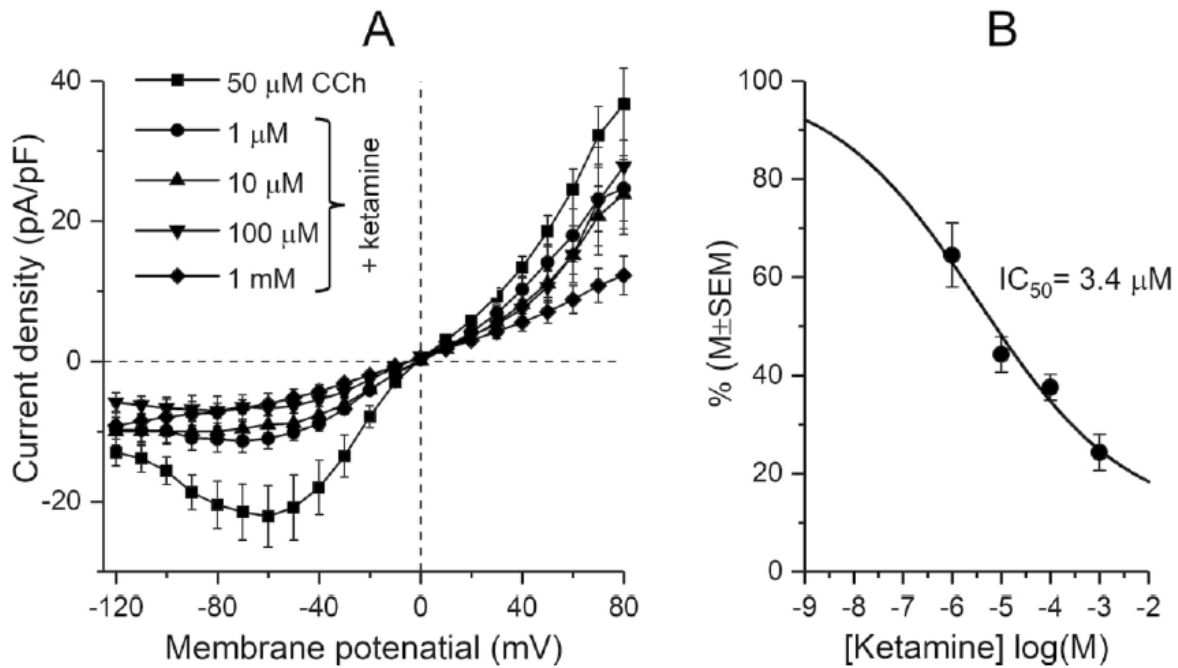 A
Current density (pA/pF)
40
20
0
-20
50 μM CCh
1 μM
10 μM
100 μM
1 mM
+ ketamine
-120
-80
-40
0
40
80
Membrane potenatial (mV)
B
% (M±SEM)
100
80
60
40
20
0
IC50= 3.4 μM
-9
-8
-7
-6
-5
-4
-3
-2
[Ketamine] log(M)